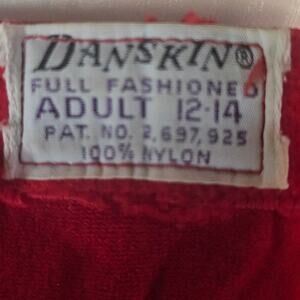 DANSKIN®
FULL FASHIONED
ADULT 12-14
PAT. NO. 2,697,925
100% NYLON